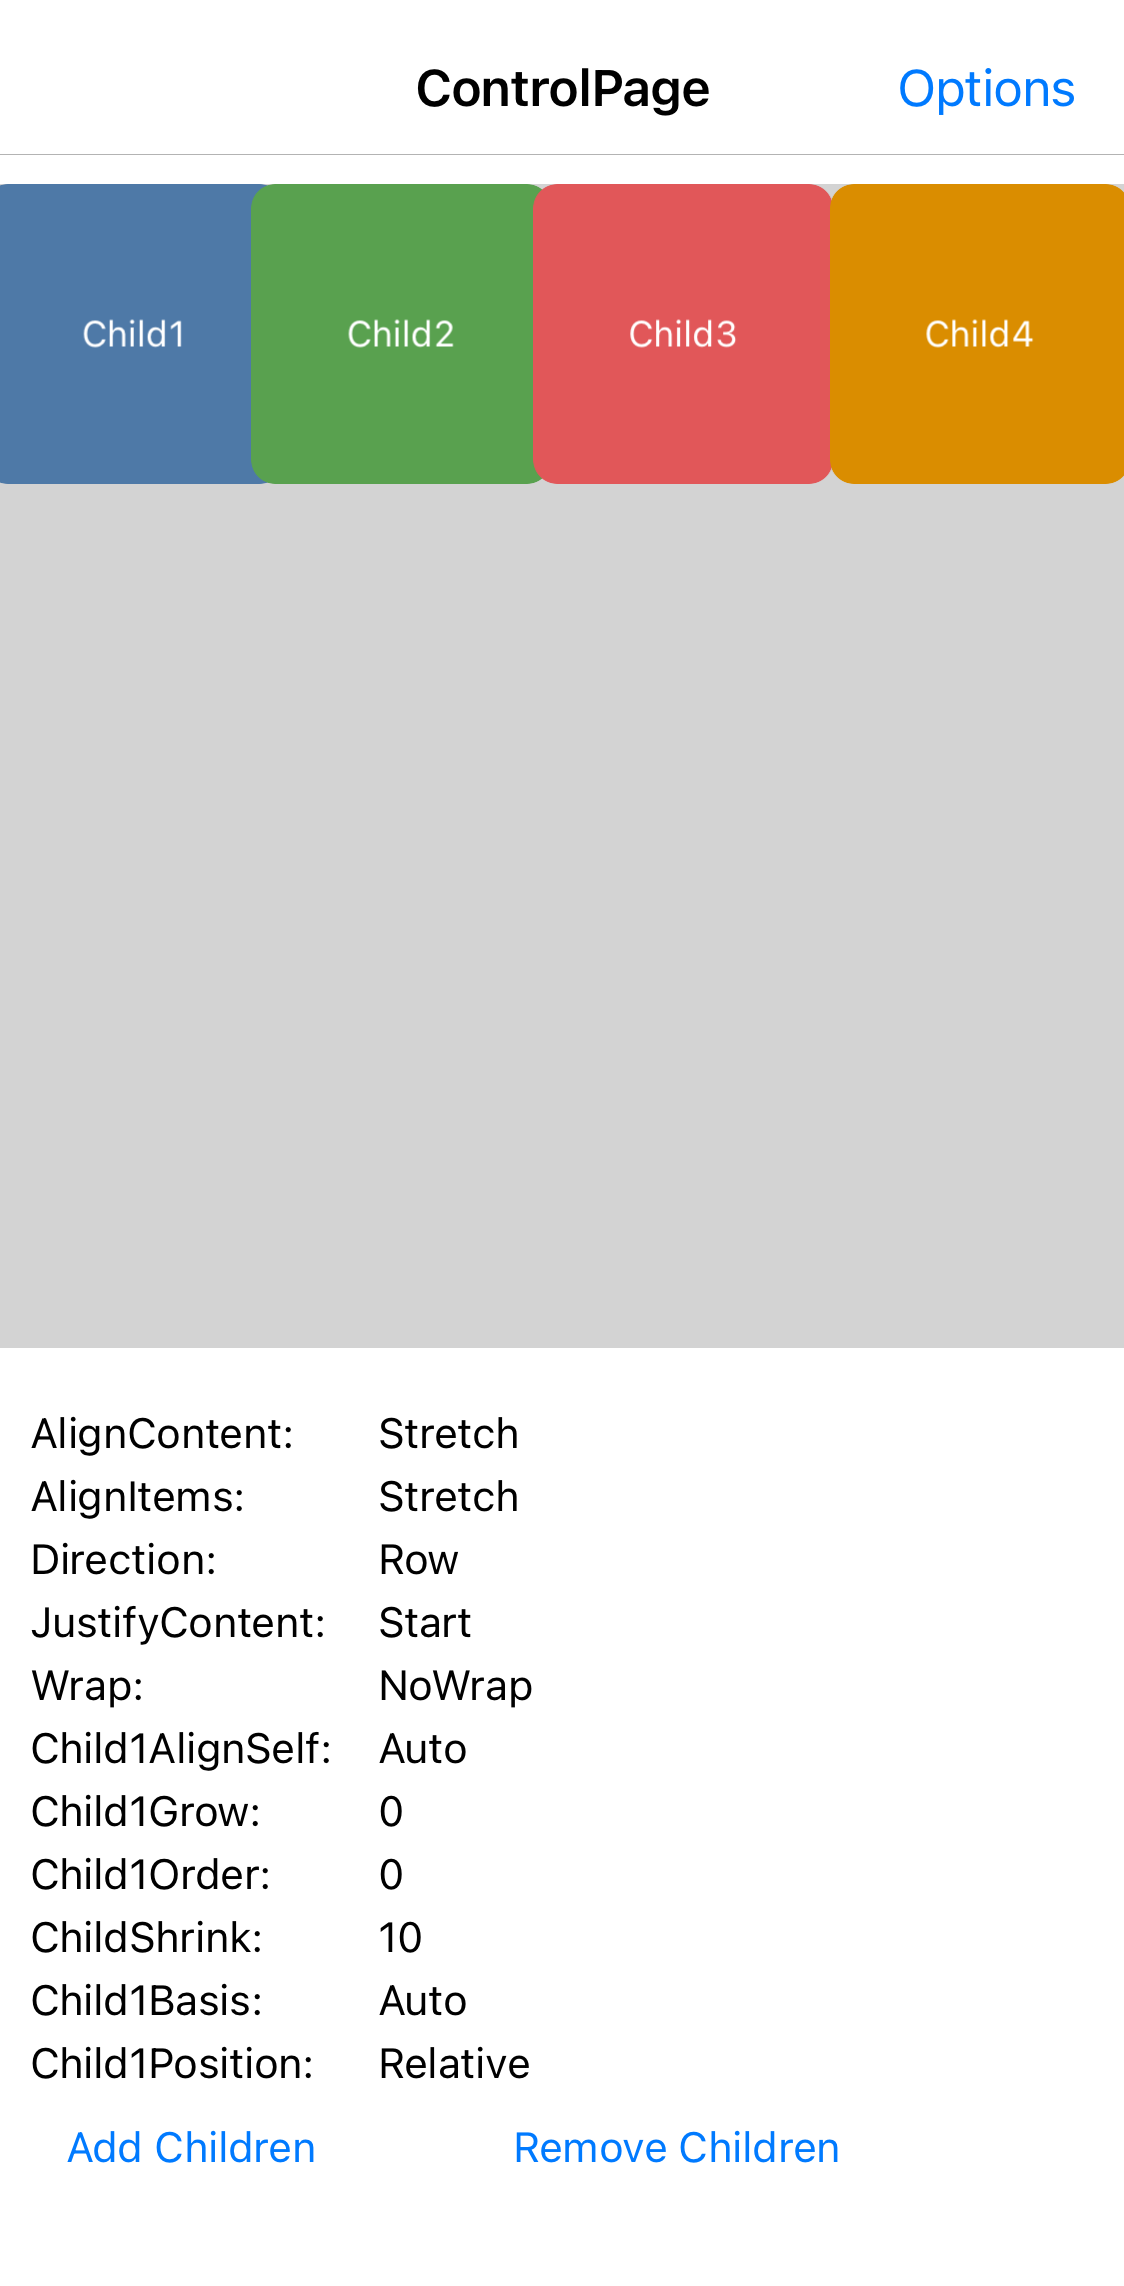 ControlPage Options
Child1 Child2 Child3 Child4
AlignContent: Stretch
AlignItems: Stretch
Direction: Row
JustifyContent: Start
Wrap: NoWrap
Child1AlignSelf: Auto
Child1Grow: 0
Child1Order: 0
ChildShrink: 10
Child1Basis: Auto
Child1Position: Relative
Add Children Remove Children